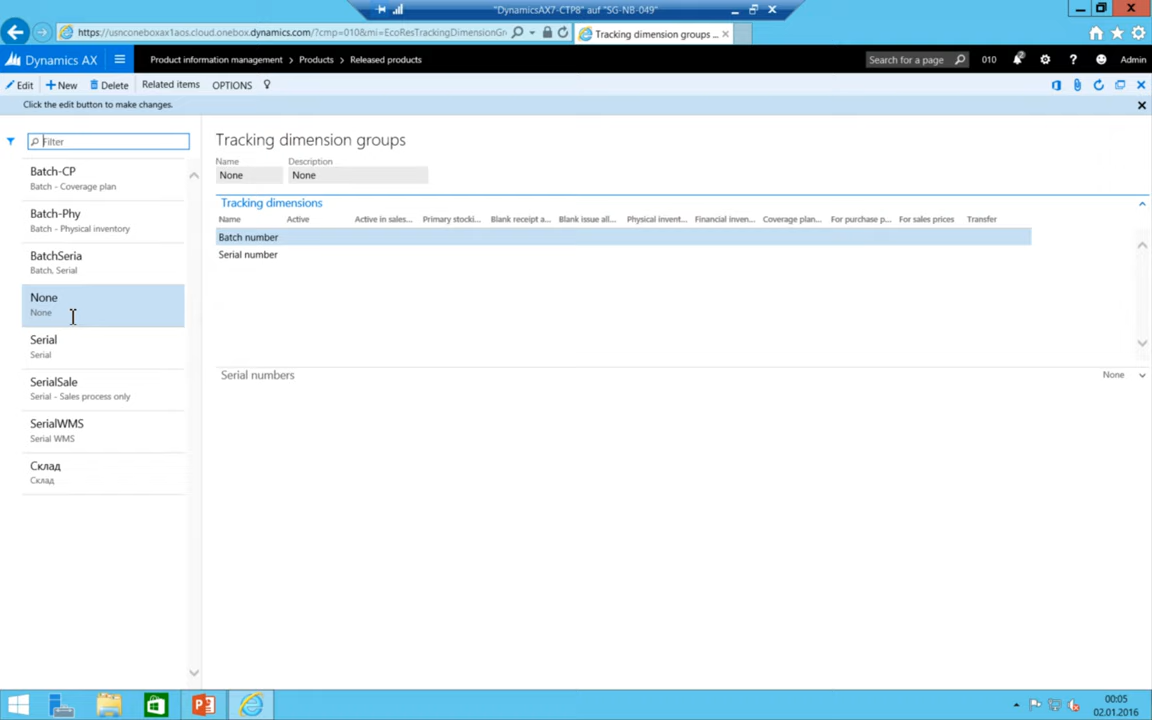 "DynamicsAX7-CTP8" auf "SG-NB-049"
https://usnconeboxax1aos.cloud.onebox.dynamics.com/?cmp=010&mi=EcoResTrackingDimensionGr
Tracking dimension groups ...
Dynamics AX
Product information management > Products > Released products
Search for a page
010
Admin
Edit
New
Delete
Related items
OPTIONS
Click the edit button to make changes.
Filter
Batch-CP
Batch - Coverage plan
Batch-Phy
Batch - Physical inventory
BatchSeria
Batch, Serial
None
None
Serial
Serial
SerialSale
Serial - Sales process only
SerialWMS
Serial WMS
Склад
Склад
Tracking dimension groups
Name Description
None None
Tracking dimensions
Name Active Active in sales... Primary stocki... Blank receipt a... Blank issue all... Physical invent... Financial inven... Coverage plan... For purchase p... For sales prices Transfer
Batch number
Serial number
Serial numbers None
00:05
02.01.2016